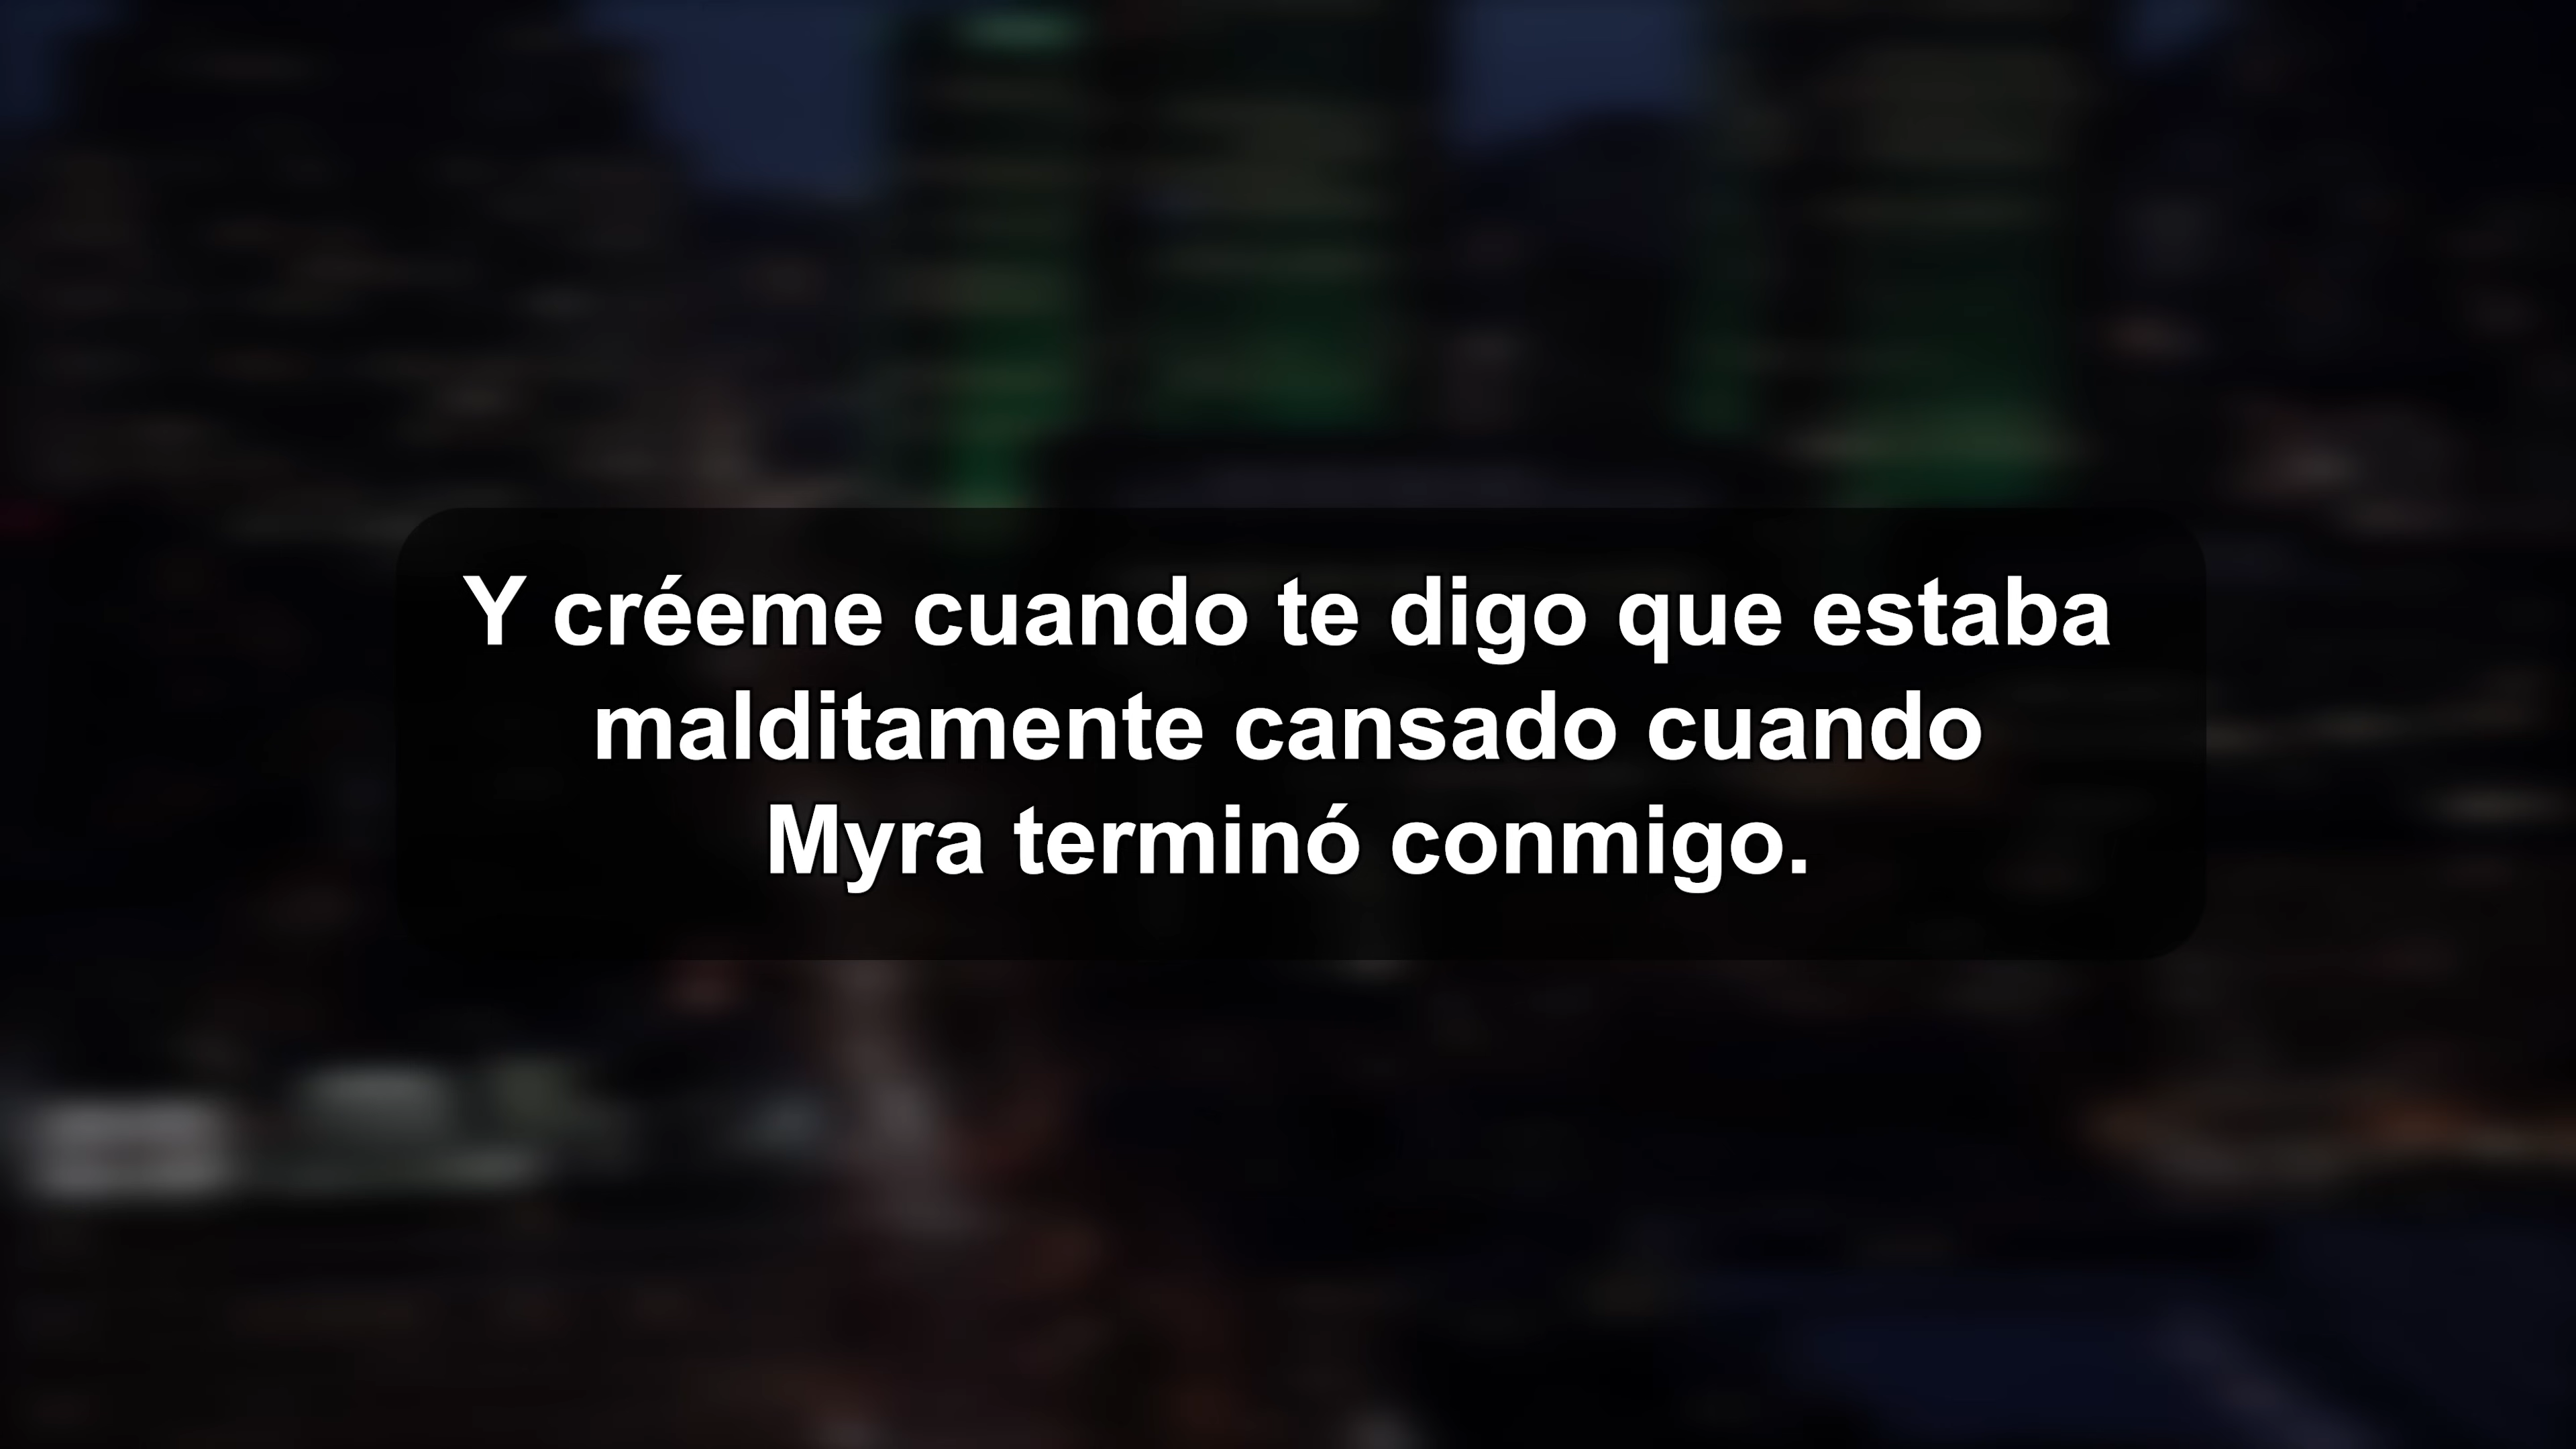 Y créeme cuando te digo que estaba
malditamente cansado cuando
Myra terminó conmigo.